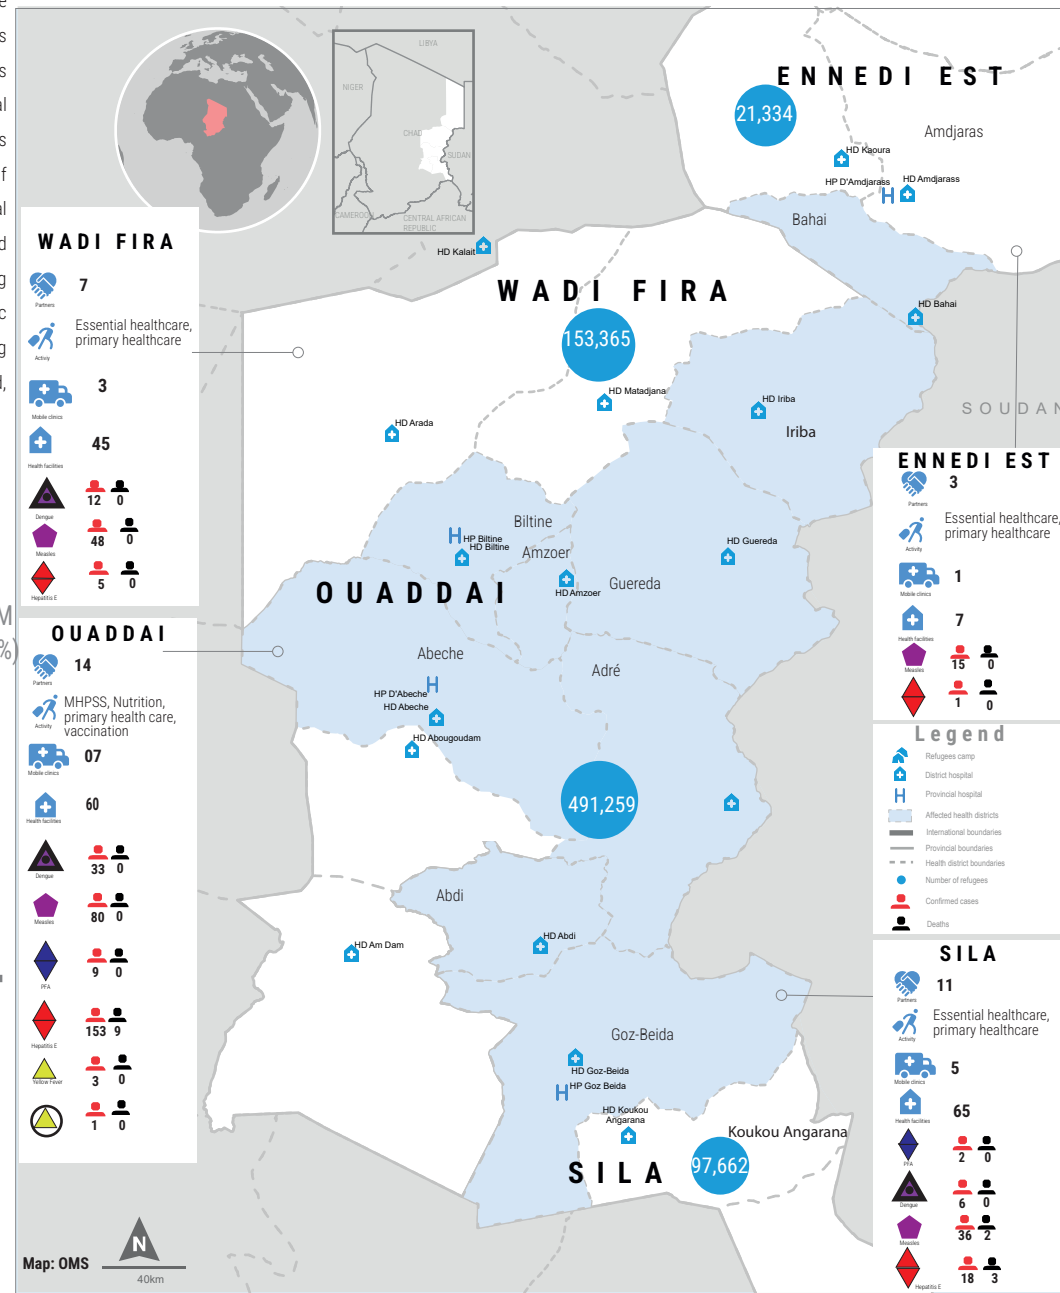 e
s
s
al
s
f
al
d
g
c
g
d,
M
%)
LIBYA
NIGER
CHAD
SUDAN
CAMEROON
CENTRAL AFRICAN
REPUBLIC
ENNEDI EST
21,334
Amdjaras
HD Kaoura
HP D'Amdjarass
HD Amdjarass
Bahai
HD Kalait
HD Bahai
WADI FIRA
153,365
HD Matadjana
HD Iriba
Iriba
HD Arada
SOUDAN
Biltine
HP Biltine
HD Biltine
Amzoer
HD Amzoer
HD Guereda
Guereda
OUADDAI
Abeche
Adré
HP D'Abeche
HD Abeche
HD Abougoudam
491,259
Abdi
HD Abdi
HD Am Dam
Goz-Beida
HD Goz-Beida
HP Goz Beida
HD Koukou
Angarana
Koukou Angarana
SILA
97,662
WADI FIRA
7
Partners
Essential healthcare,
primary healthcare
Activiy
3
Mobile clinics
45
Health facilities
12 0
Dengue
48 0
Measles
5 0
Hepatitis E
OUADDAI
14
Partners
MHPSS, Nutrition,
primary health care,
vaccination
Activity
07
Mobile clinics
60
Health facilities
33 0
Dengue
80 0
Measles
9 0
PFA
153 9
Hepatitis E
3 0
Yellow Fever
1 0
N
Map: OMS
40km
ENNEDI EST
3
Partners
Essential healthcare,
primary healthcare
Activity
1
Mobile clinics
7
Health facilities
15 0
Measles
1 0
Legend
Refugees camp
District hospital
Provincial hospital
Affected health districts
International boundaries
Provincial boundaries
Health district boundaries
Number of refugees
Confirmed cases
Deaths
SILA
11
Partners
Essential healthcare,
primary healthcare
Activity
5
Mobile clinics
65
Health facilities
2 0
PFA
6 0
Dengue
36 2
Measles
18 3
Hepatitis E